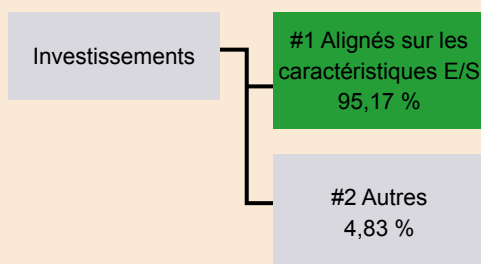 Investissements
#1 Alignés sur les
caractéristiques E/S
95,17 %
#2 Autres
4,83 %